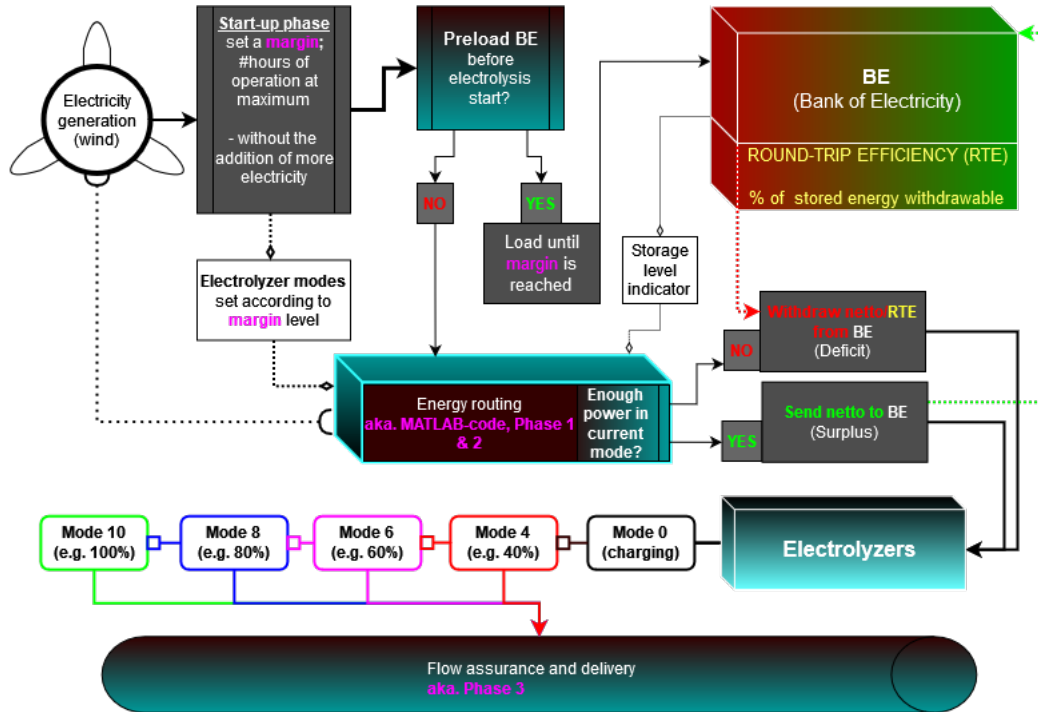 Electricity
generation
(wind)
Start-up phase
set a margin;
#hours of
operation at
maximum
- without the
addition of more
electricity
Preload BE
before
electrolysis
start?
BE
(Bank of Electricity)
ROUND-TRIP EFFICIENCY (RTE)
% of stored energy withdrawable
NO
YES
Load until
margin is
reached
Storage
level
indicator
Electrolyzer modes
set according to
margin level
Withdraw netto/RTE
from BE
(Deficit)
NO
Energy routing
aka. MATLAB-code, Phase 1
& 2
Enough
power in
current
mode?
YES
Send netto to BE
(Surplus)
Mode 10
(e.g. 100%)
Mode 8
(e.g. 80%)
Mode 6
(e.g. 60%)
Mode 4
(e.g. 40%)
Mode 0
(charging)
Electrolyzers
Flow assurance and delivery
aka. Phase 3